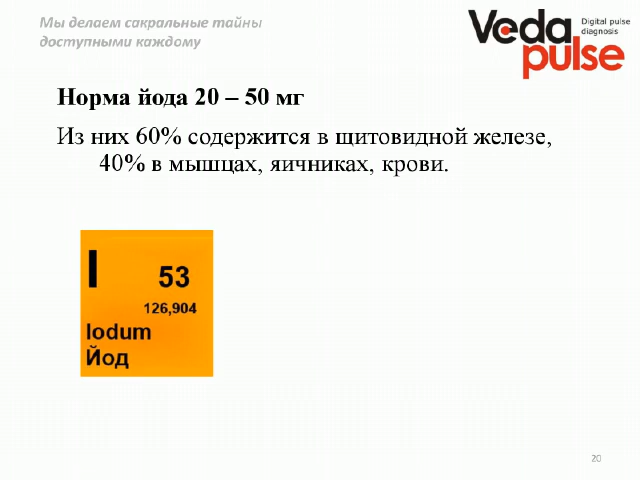 Мы делаем сакральные тайны
доступными каждому
Veda
pulse
Digital pulse
diagnosis
Норма йода 20 – 50 мг
Из них 60% содержится в щитовидной железе,
40% в мышцах, яичниках, крови.
I 53
126,904
Iodum
Йод
20